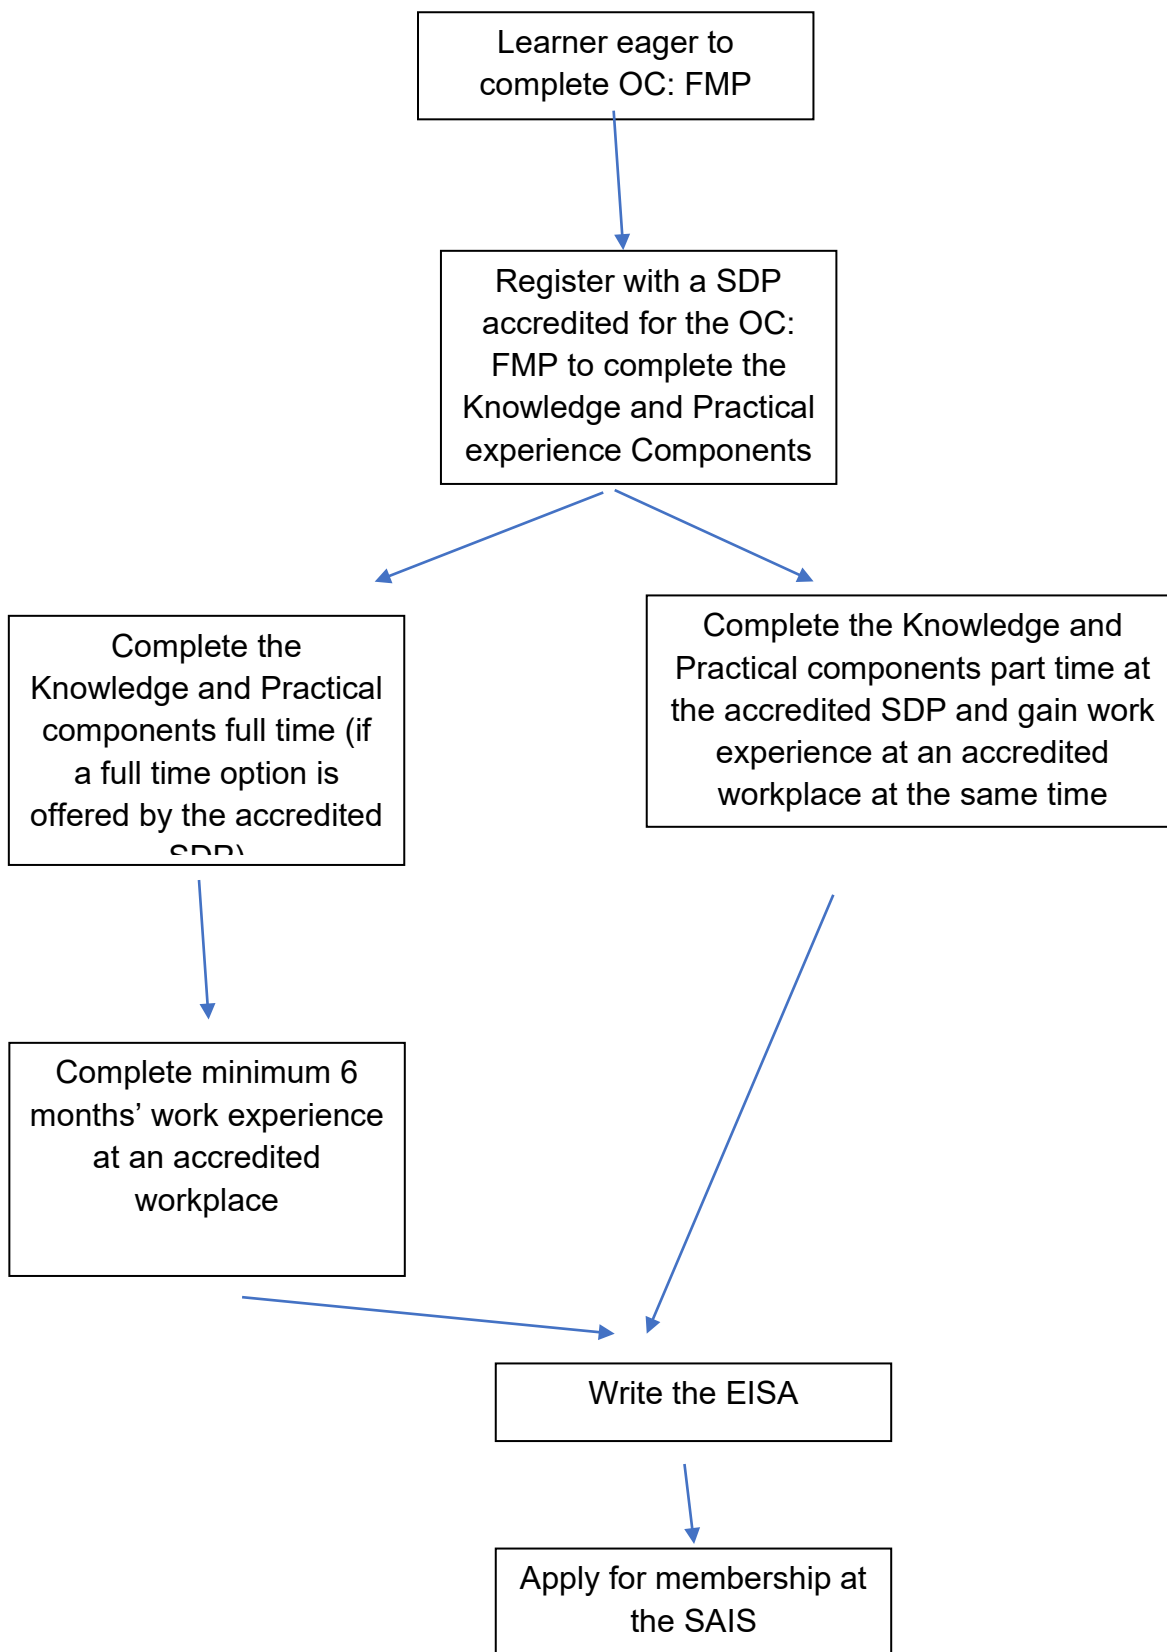 Learner eager to
complete OC: FMP
Register with a SDP
accredited for the OC:
FMP to complete the
Knowledge and Practical
experience Components
Complete the
Knowledge and Practical
components full time (if
a full time option is
offered by the accredited
SDP)
Complete the Knowledge and
Practical components part time at
the accredited SDP and gain work
experience at an accredited
workplace at the same time
Complete minimum 6
months’ work experience
at an accredited
workplace
Write the EISA
Apply for membership at
the SAIS